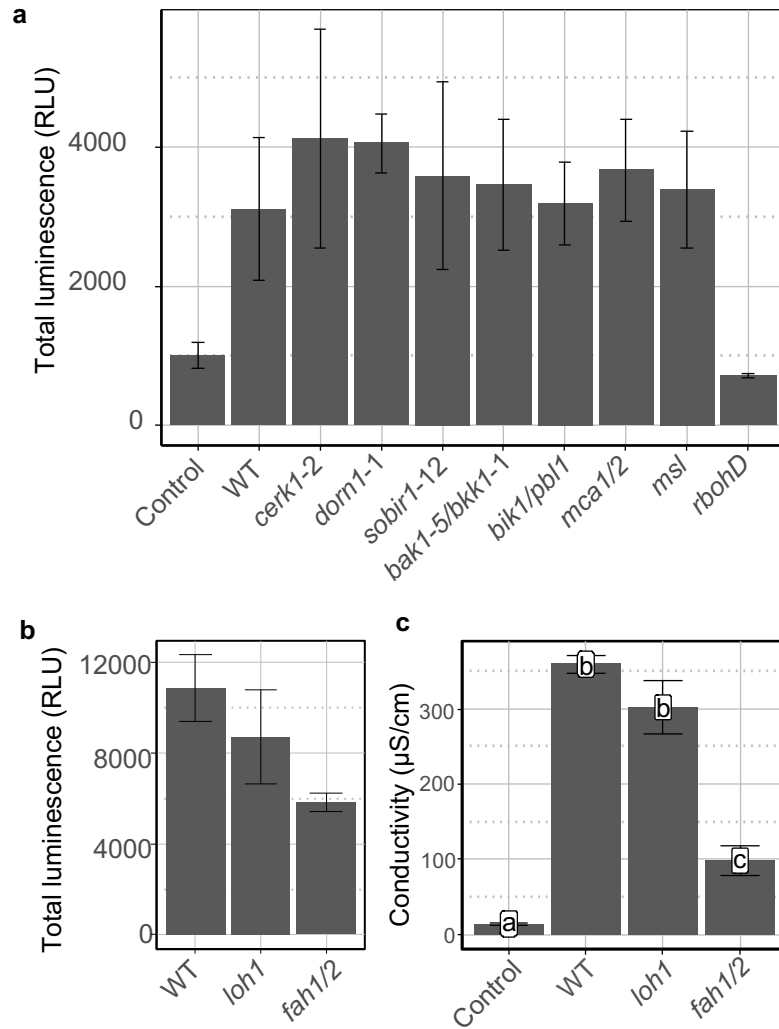 a
Total luminescence (RLU)
4000
2000
0
Control
WT
cerk1-2
dorn1-1
sobir1-12
bak1-5/bkk1-1
bik1/pbl1
mca1/2
msl
rbohD
b
Total luminescence (RLU)
12000
8000
4000
0
WT
loh1
fah1/2
c
Conductivity (µS/cm)
300
200
100
0
a
b
b
c
Control
WT
loh1
fah1/2